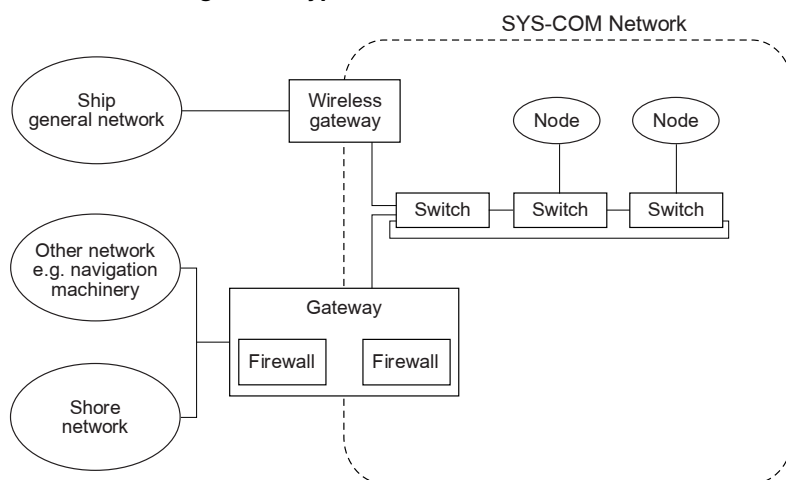 SYS-COM Network
Ship
general network
Wireless
gateway
Node
Node
Switch
Switch
Switch
Other network
e.g. navigation
machinery
Gateway
Firewall
Firewall
Shore
network